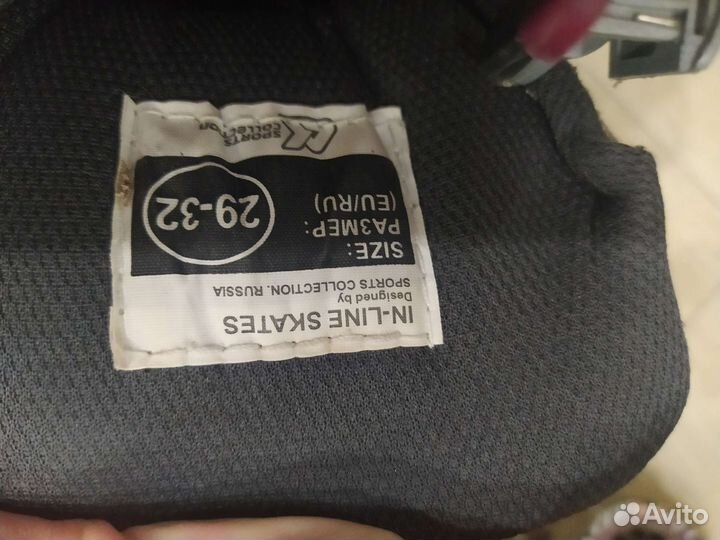 SPORTS
COLLECTION
SIZE:
РАЗМЕР:
(EU/RU)
29-32
IN-LINE SKATES
Designed by
SPORTS COLLECTION. RUSSIA
Avito